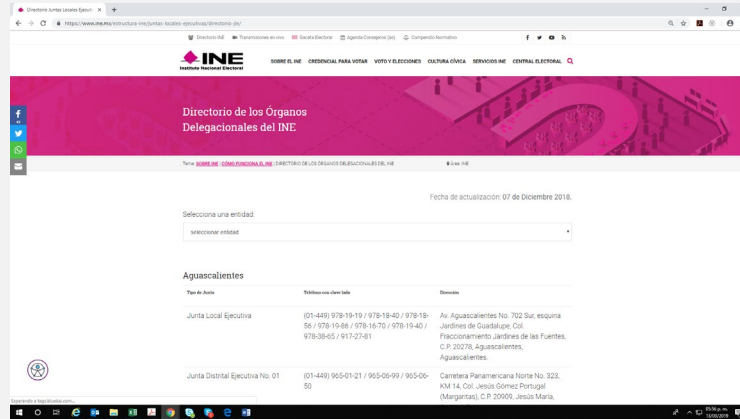 Directorio Juntas Locales Ejecuti
https://www.ine.mx/estructura-ine/juntas-locales-ejecutivas/directorio-jle/
Directorio INE Transmisiones en vivo Gaceta Electoral Agenda Consejeros (as) Compendio Normativo
INE
Instituto Nacional Electoral
SOBRE EL INE CREDENCIAL PARA VOTAR VOTO Y ELECCIONES CULTURA CÍVICA SERVICIOS INE CENTRAL ELECTORAL
Directorio de los Órganos
Delegacionales del INE
Tema: SOBRE INE | CÓMO FUNCIONA EL INE | DIRECTORIO DE LOS ÓRGANOS DELEGACIONALES DEL INE Área: INE
Fecha de actualización: 07 de Diciembre 2018.
Selecciona una entidad:
seleccionar entidad
Aguascalientes
Tipo de Junta Teléfono con clave lada Dirección
Junta Local Ejecutiva (01-449) 978-19-19 / 978-18-40 / 978-18- Av. Aguascalientes No. 702 Sur, esquina
56 / 978-19-86 / 978-16-70 / 978-19-40 / Jardines de Guadalupe, Col.
978-38-65 / 917-27-81 Fraccionamiento Jardines de las Fuentes,
C.P. 20278, Aguascalientes,
Aguascalientes.
Junta Distrital Ejecutiva No. 01 (01-449) 965-01-21 / 965-06-99 / 965-06- Carretera Panamericana Norte No. 323,
50 KM 14, Col. Jesús Gómez Portugal
(Margaritas), C.P. 20909, Jesús María,
Esperando a tags.bluekai.com...
05:56 p. m.